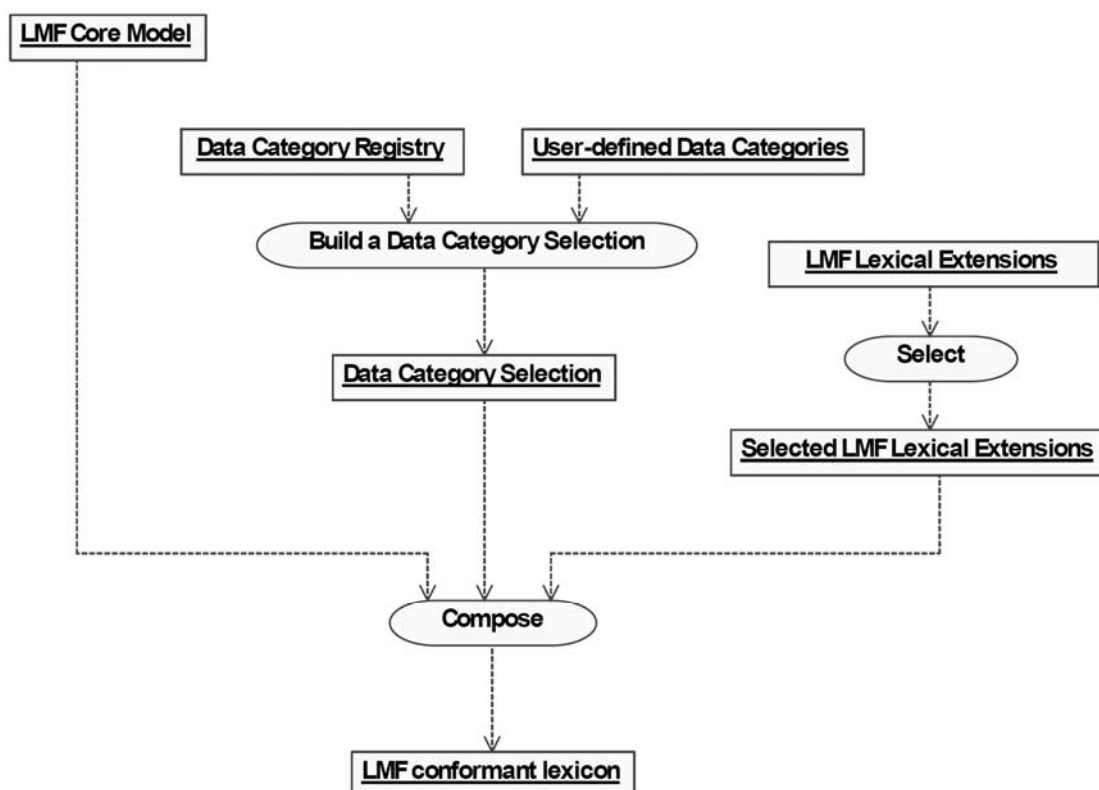 LMF Core Model
Data Category Registry
User-defined Data Categories
Build a Data Category Selection
LMF Lexical Extensions
Select
Data Category Selection
Selected LMF Lexical Extensions
Compose
LMF conformant lexicon